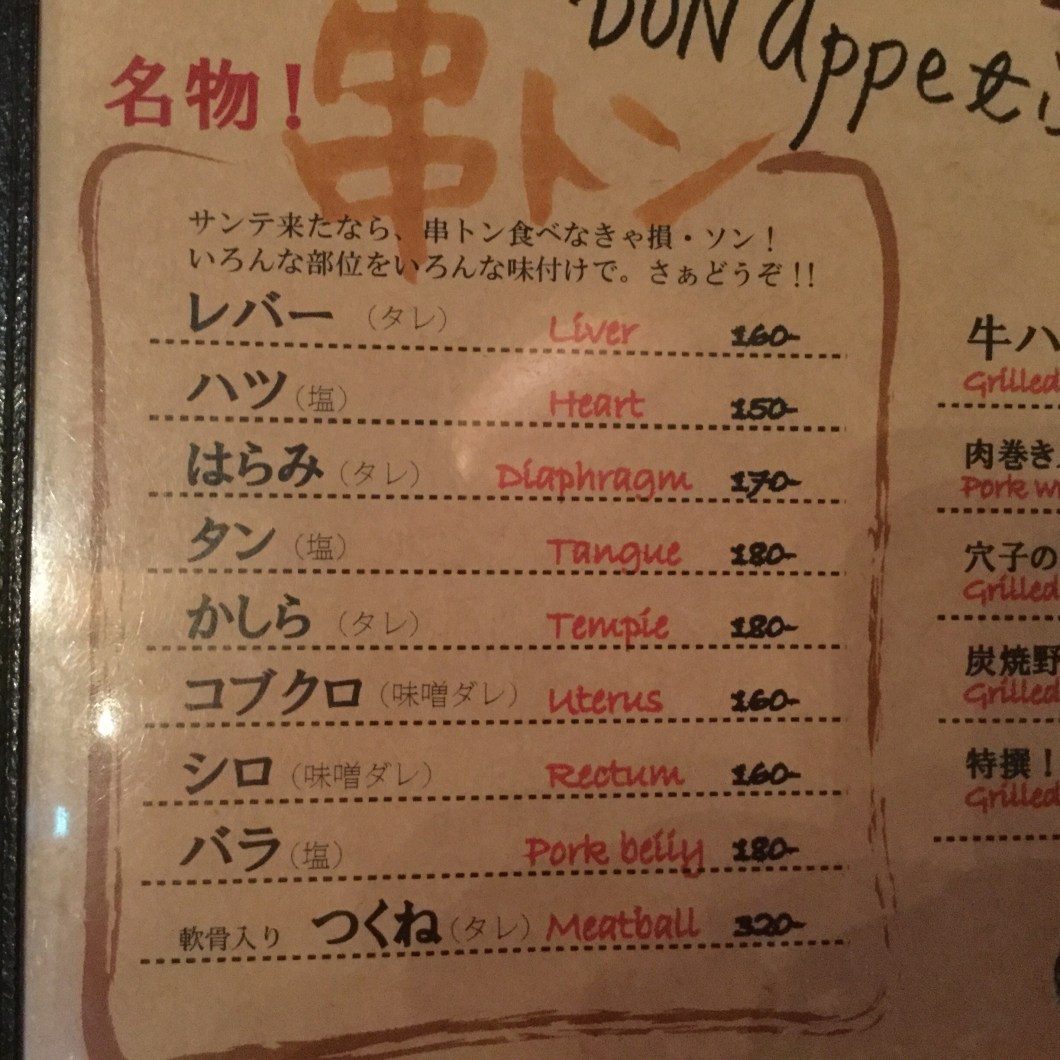 BON appeti
名物！
串トン
サンテ来たなら、串トン食べなきゃ損・ソン！
いろんな部位をいろんな味付けで。さぁどうぞ!!
レバー （タレ） Liver 160-
ハツ（塩） Heart 150-
はらみ（タレ） Diaphragm 170-
タン（塩） Tangue 180-
かしら（タレ） Temple 180-
コブクロ（味噌ダレ） Uterus 160-
シロ（味噌ダレ） Rectum 160-
バラ（塩） Pork belly 180-
軟骨入り つくね（タレ） Meatball 320-
牛ハ
Grilled
肉巻き
Pork w
穴子の
Grilled
炭焼野
Grilled
特撰！
Grilled